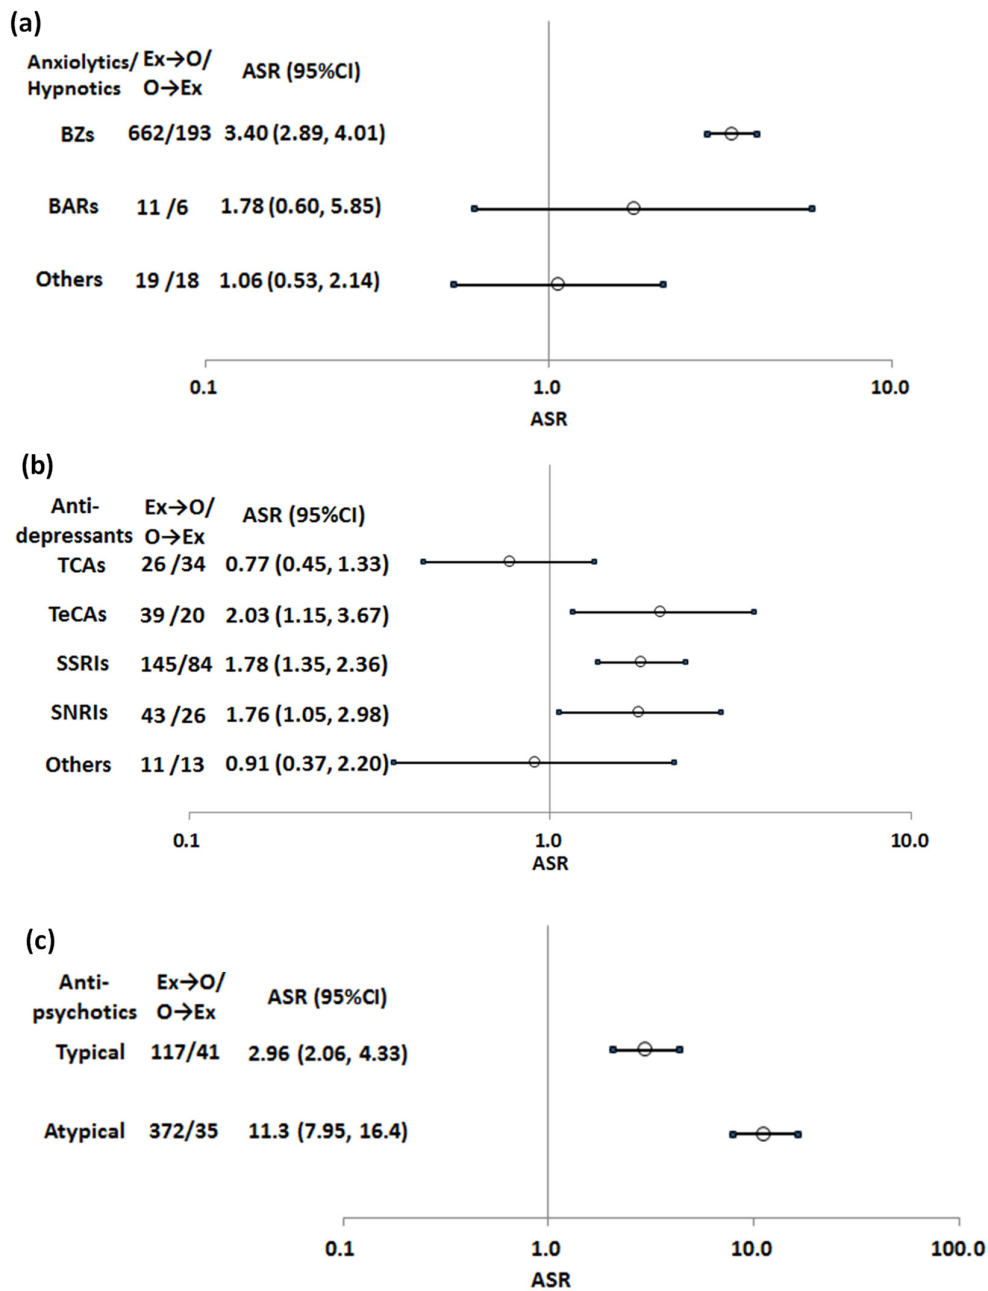 (a)
Anxiolytics/ Ex→O/ ASR (95%CI)
Hypnotics O→Ex
BZs 662/193 3.40 (2.89, 4.01)
BARs 11 /6 1.78 (0.60, 5.85)
Others 19 /18 1.06 (0.53, 2.14)
0.1 1.0 10.0
ASR
(b)
Anti- Ex→O/ ASR (95%CI)
depressants O→Ex
TCAs 26 /34 0.77 (0.45, 1.33)
TeCAs 39 /20 2.03 (1.15, 3.67)
SSRIs 145/84 1.78 (1.35, 2.36)
SNRIs 43 /26 1.76 (1.05, 2.98)
Others 11 /13 0.91 (0.37, 2.20)
0.1 1.0 10.0
ASR
(c)
Anti- Ex→O/ ASR (95%CI)
psychotics O→Ex
Typical 117/41 2.96 (2.06, 4.33)
Atypical 372/35 11.3 (7.95, 16.4)
0.1 1.0 10.0 100.0
ASR